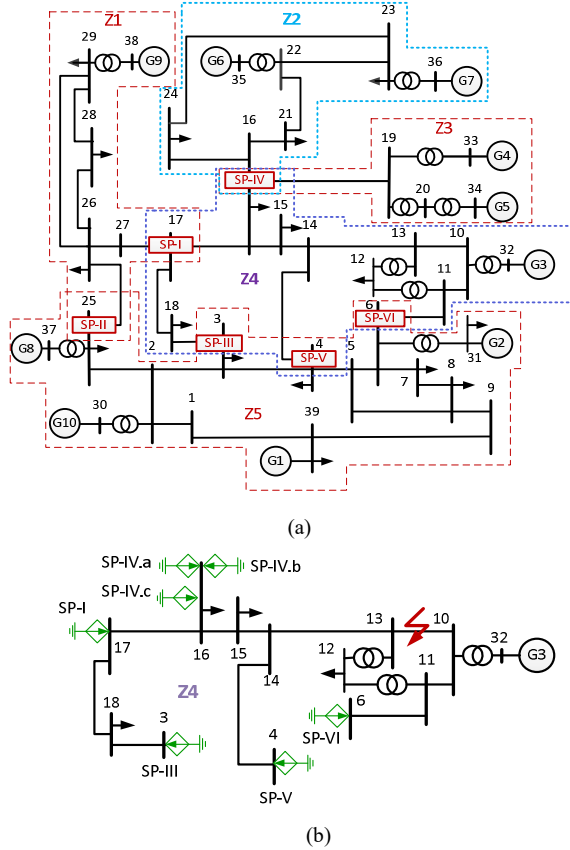 Z1
Z2
23
29
38
G9
G6
22
35
36
G7
24
28
16
21
Z3
19
33
G4
26
SP-IV
20
34
G5
27
17
15
14
13
10
SP-I
12
32
G3
Z4
11
25
18
3
6
37
SP-II
SP-VI
G8
2
SP-III
4
5
31
G2
SP-V
7
8
9
30
1
G10
Z5
39
G1
(a)
SP-IV.a
SP-IV.b
SP-IV.c
SP-I
17
16
15
14
13
10
12
32
G3
11
18
Z4
3
4
6
SP-VI
SP-III
SP-V
(b)